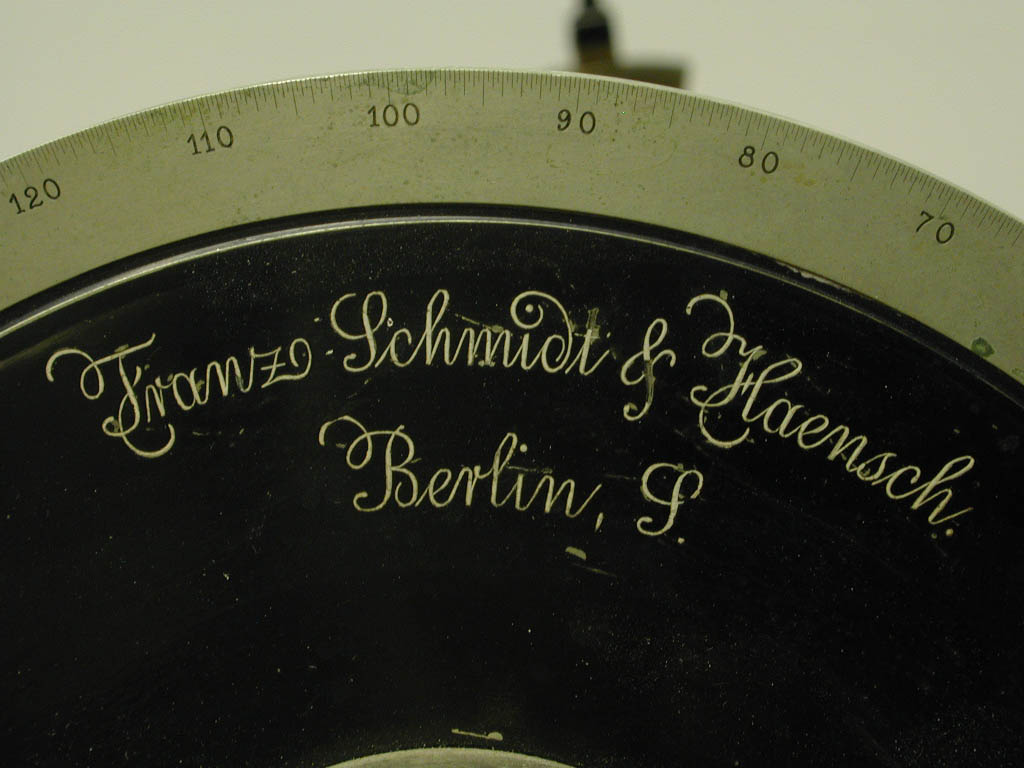 120 110 100 90 80 70
Franz Schmidt & Haensch.
Berlin, S.